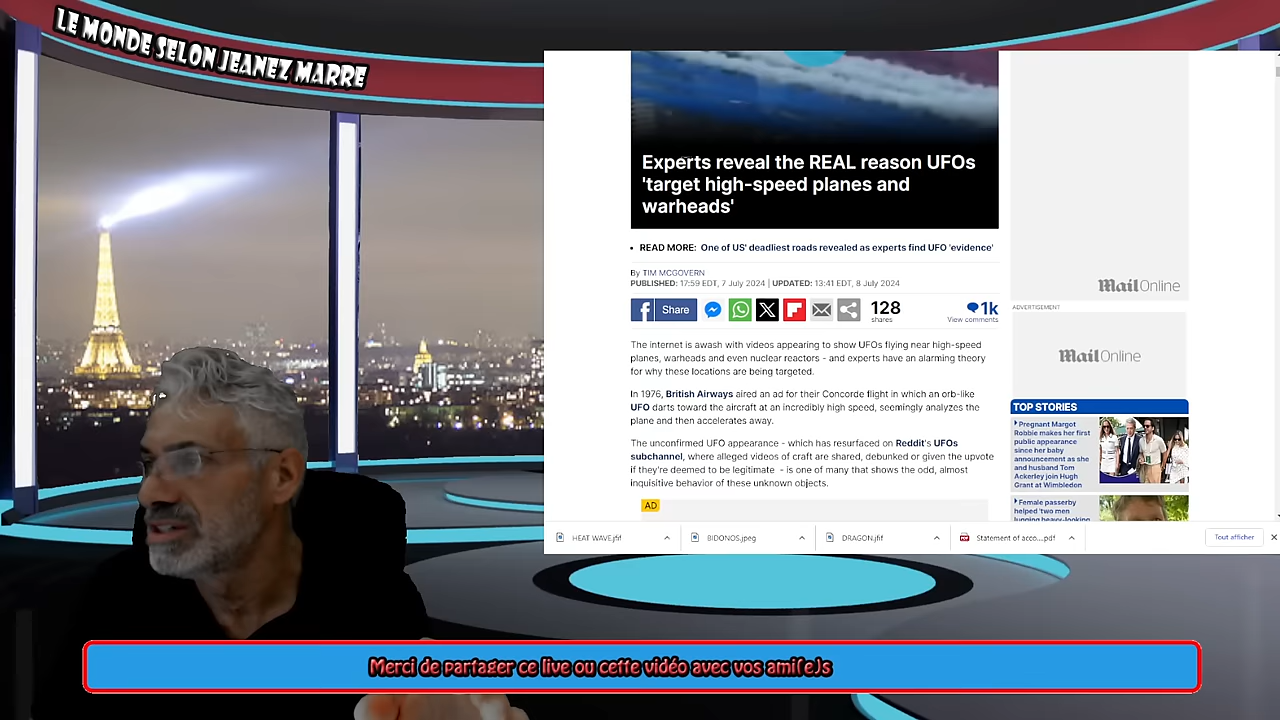 LE MONDE SELON JEANEZ MARRE
Experts reveal the REAL reason UFOs
'target high-speed planes and
warheads'
• READ MORE: One of US' deadliest roads revealed as experts find UFO 'evidence'
By TIM MCGOVERN
PUBLISHED: 17:59 EDT, 7 July 2024 | UPDATED: 13:41 EDT, 8 July 2024
Share
128
shares
1k
View comments
The internet is awash with videos appearing to show UFOs flying near high-speed
planes, warheads and even nuclear reactors - and experts have an alarming theory
for why these locations are being targeted.
In 1976, British Airways aired an ad for their Concorde flight in which an orb-like
UFO darts toward the aircraft at an incredibly high speed, seemingly analyzes the
plane and then accelerates away.
The unconfirmed UFO appearance - which has resurfaced on Reddit's UFOs
subchannel, where alleged videos of craft are shared, debunked or given the upvote
if they're deemed to be legitimate - is one of many that shows the odd, almost
inquisitive behavior of these unknown objects.
AD
MailOnline
ADVERTISEMENT
MailOnline
TOP STORIES
Pregnant Margot
Robbie makes her first
public appearance
since her baby
announcement as she
and husband Tom
Ackerley join Hugh
Grant at Wimbledon
Female passerby
helped 'two men
lugging heavy-looking
HEAT WAVE.jfif
BIDONOS.jpeg
DRAGON.jfif
Statement of acco....pdf
Tout afficher
Merci de partager ce live ou cette vidéo avec vos ami(e)s